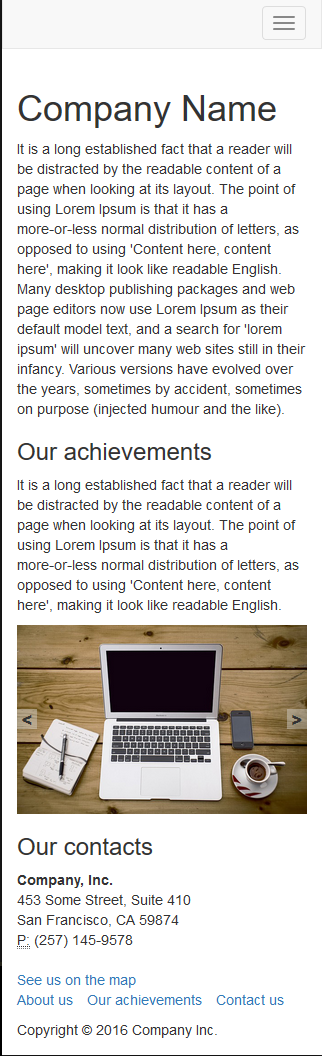 Company Name
It is a long established fact that a reader will
be distracted by the readable content of a
page when looking at its layout. The point of
using Lorem Ipsum is that it has a
more-or-less normal distribution of letters, as
opposed to using 'Content here, content
here', making it look like readable English.
Many desktop publishing packages and web
page editors now use Lorem Ipsum as their
default model text, and a search for 'lorem
ipsum' will uncover many web sites still in their
infancy. Various versions have evolved over
the years, sometimes by accident, sometimes
on purpose (injected humour and the like).
Our achievements
It is a long established fact that a reader will
be distracted by the readable content of a
page when looking at its layout. The point of
using Lorem Ipsum is that it has a
more-or-less normal distribution of letters, as
opposed to using 'Content here, content
here', making it look like readable English.
< >
Our contacts
Company, Inc.
453 Some Street, Suite 410
San Francisco, CA 59874
P: (257) 145-9578
See us on the map
About us Our achievements Contact us
Copyright © 2016 Company Inc.